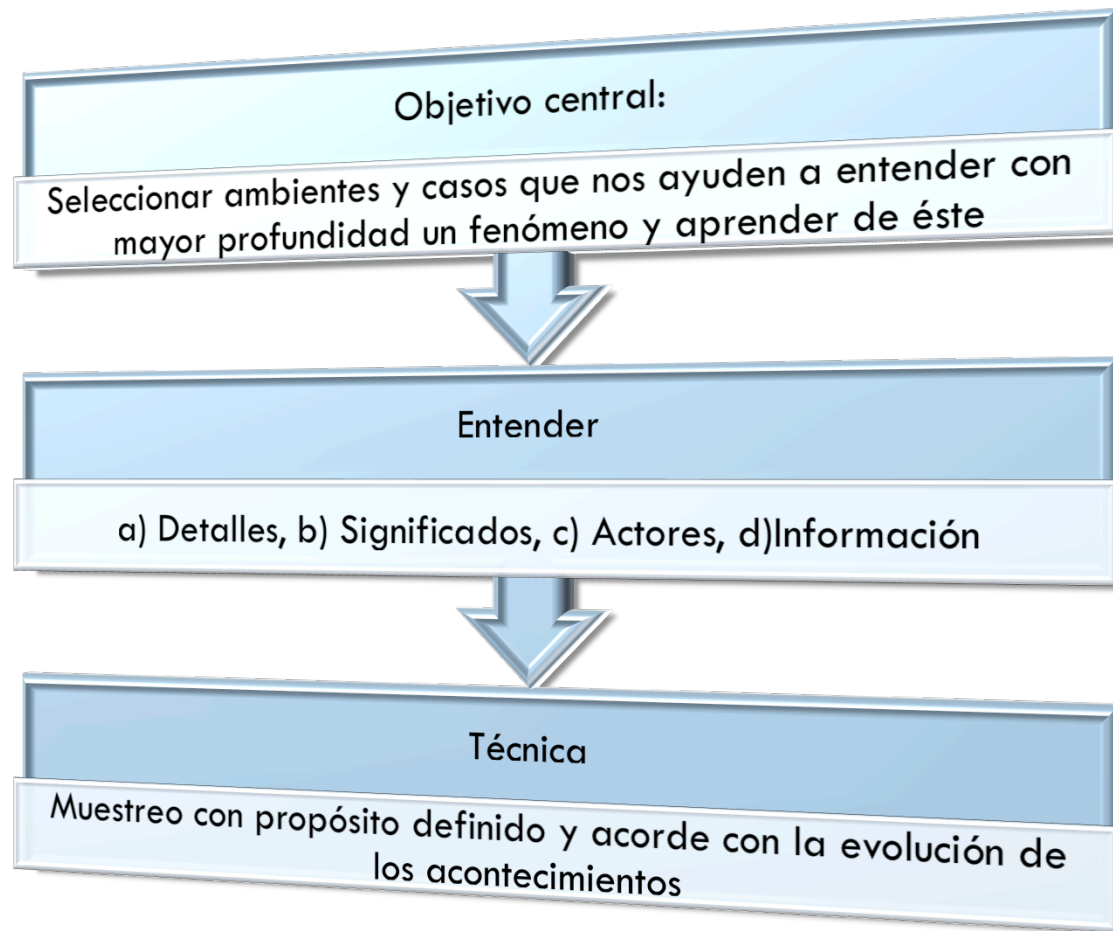 Objetivo central:
Seleccionar ambientes y casos que nos ayuden a entender con
mayor profundidad un fenómeno y aprender de éste
Entender
a) Detalles, b) Significados, c) Actores, d)Información
Técnica
Muestreo con propósito definido y acorde con la evolución de
los acontecimientos